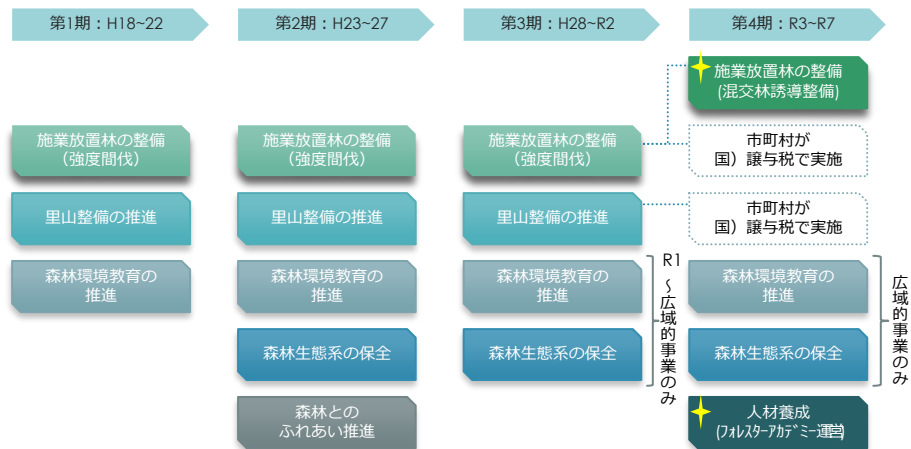 第1期：H18~22
第2期：H23~27
第3期：H28~R2
第4期：R3~R7
施業放置林の整備
(混交林誘導整備)
施業放置林の整備
（強度間伐）
施業放置林の整備
（強度間伐）
施業放置林の整備
（強度間伐）
市町村が
国）譲与税で実施
里山整備の推進
里山整備の推進
里山整備の推進
市町村が
国）譲与税で実施
森林環境教育の
推進
森林環境教育の
推進
森林環境教育の
推進
R1～広域的事業のみ
森林環境教育の
推進
広域的事業のみ
森林生態系の保全
森林生態系の保全
森林生態系の保全
森林との
ふれあい推進
人材養成
(ﾌｫﾚｽﾀｰｱｶﾃﾞﾐｰ運営)